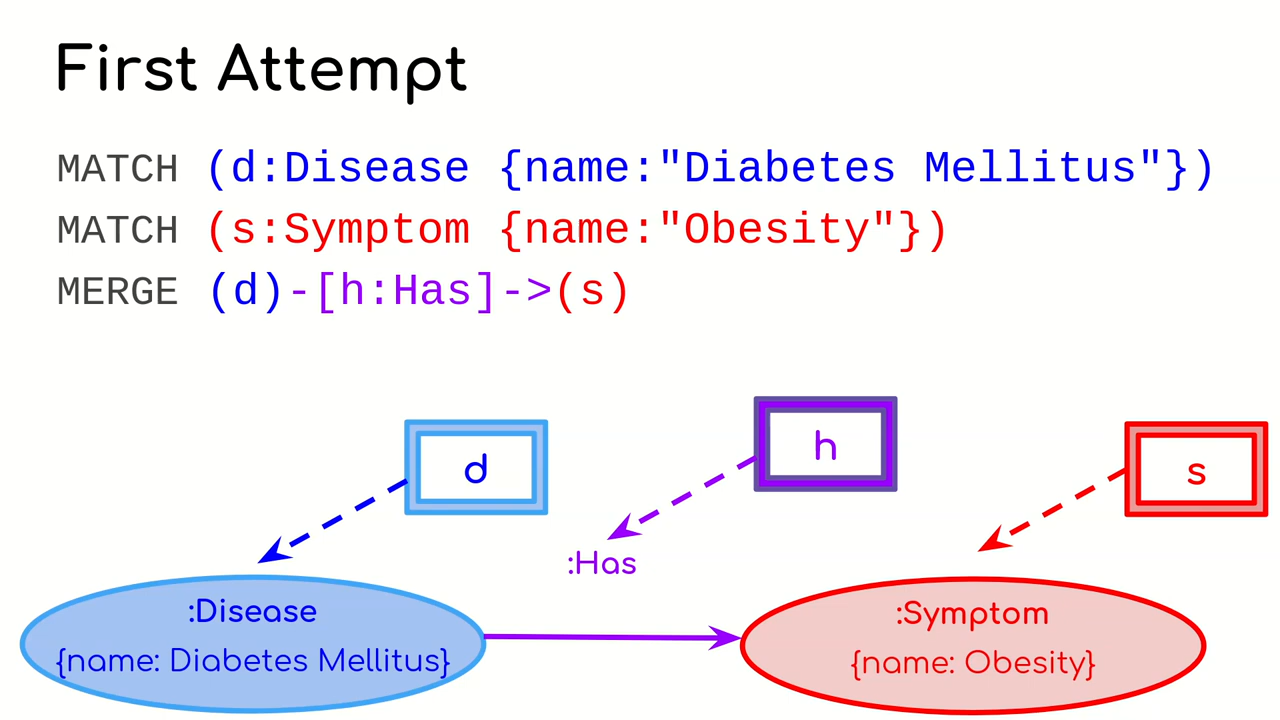 First Attempt
MATCH (d:Disease {name:"Diabetes Mellitus"})
MATCH (s:Symptom {name:"Obesity"})
MERGE (d)-[h:Has]->(s)
d
h
s
:Has
:Disease
{name: Diabetes Mellitus}
:Symptom
{name: Obesity}